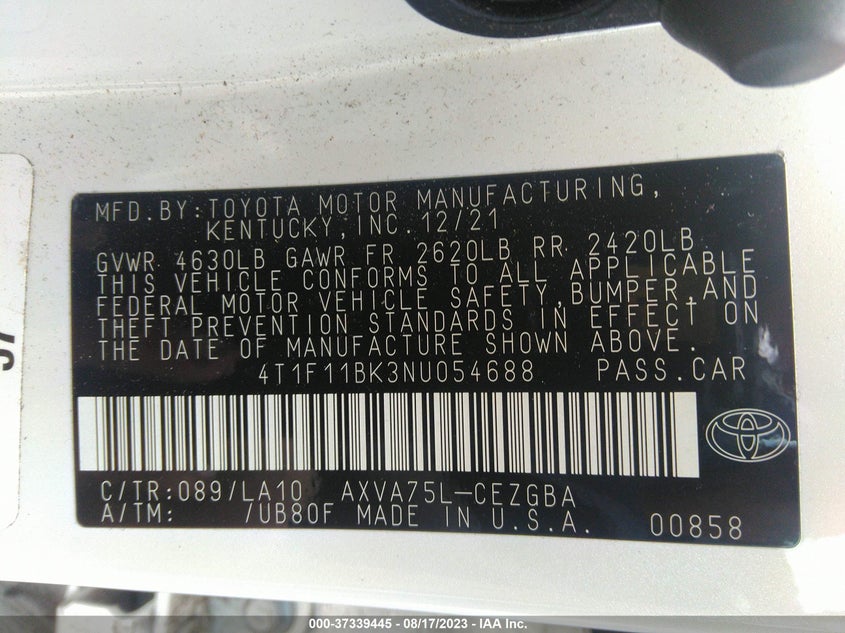 MFD.BY:TOYOTA MOTOR MANUFACTURING,
KENTUCKY,INC.12/21
GVWR 4630LB GAWR FR 2620LB RR 2420LB
THIS VEHICLE CONFORMS TO ALL APPLICABLE
FEDERAL MOTOR VEHICLE SAFETY,BUMPER,AND
THEFT PREVENTION STANDARDS IN EFFECT ON
THE DATE OF MANUFACTURE SHOWN ABOVE.
4T1F11BK3NU054688 PASS.CAR
C/TR:089/LA10 AXVA75L-CEZGBA
A/TM: /UB80F MADE IN U.S.A. 00858
000-37339445 - 08/17/2023 - IAA Inc.